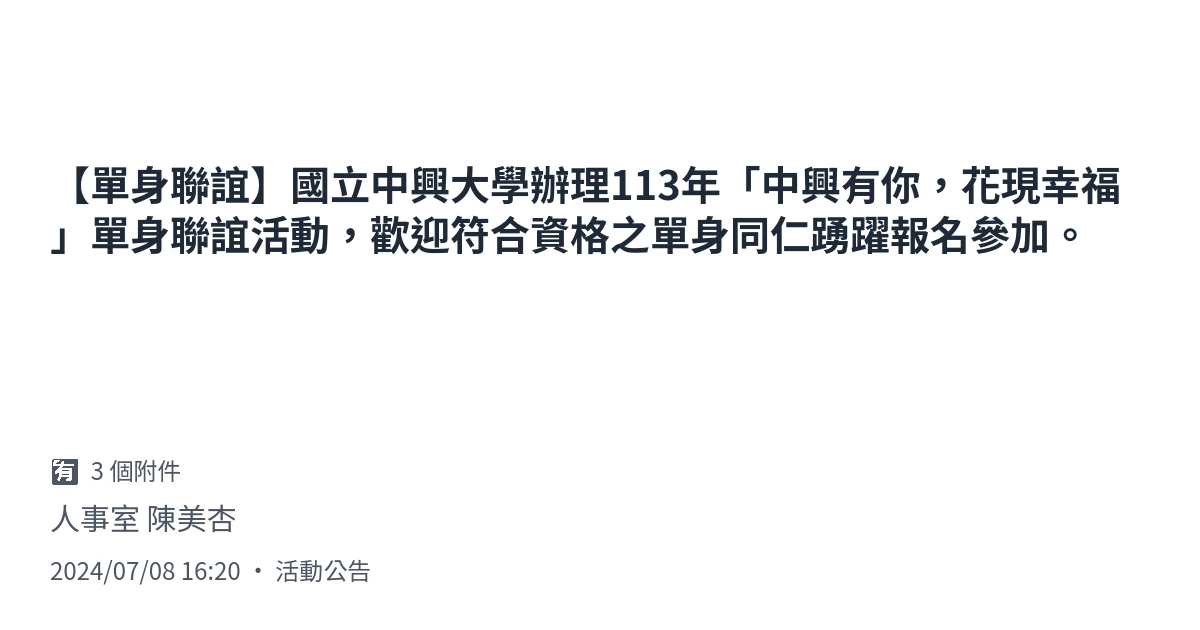 【單身聯誼】國立中興大學辦理113年「中興有你，花現幸福
」單身聯誼活動，歡迎符合資格之單身同仁踴躍報名參加。
🈶 3 個附件
人事室 陳美杏
2024/07/08 16:20 • 活動公告